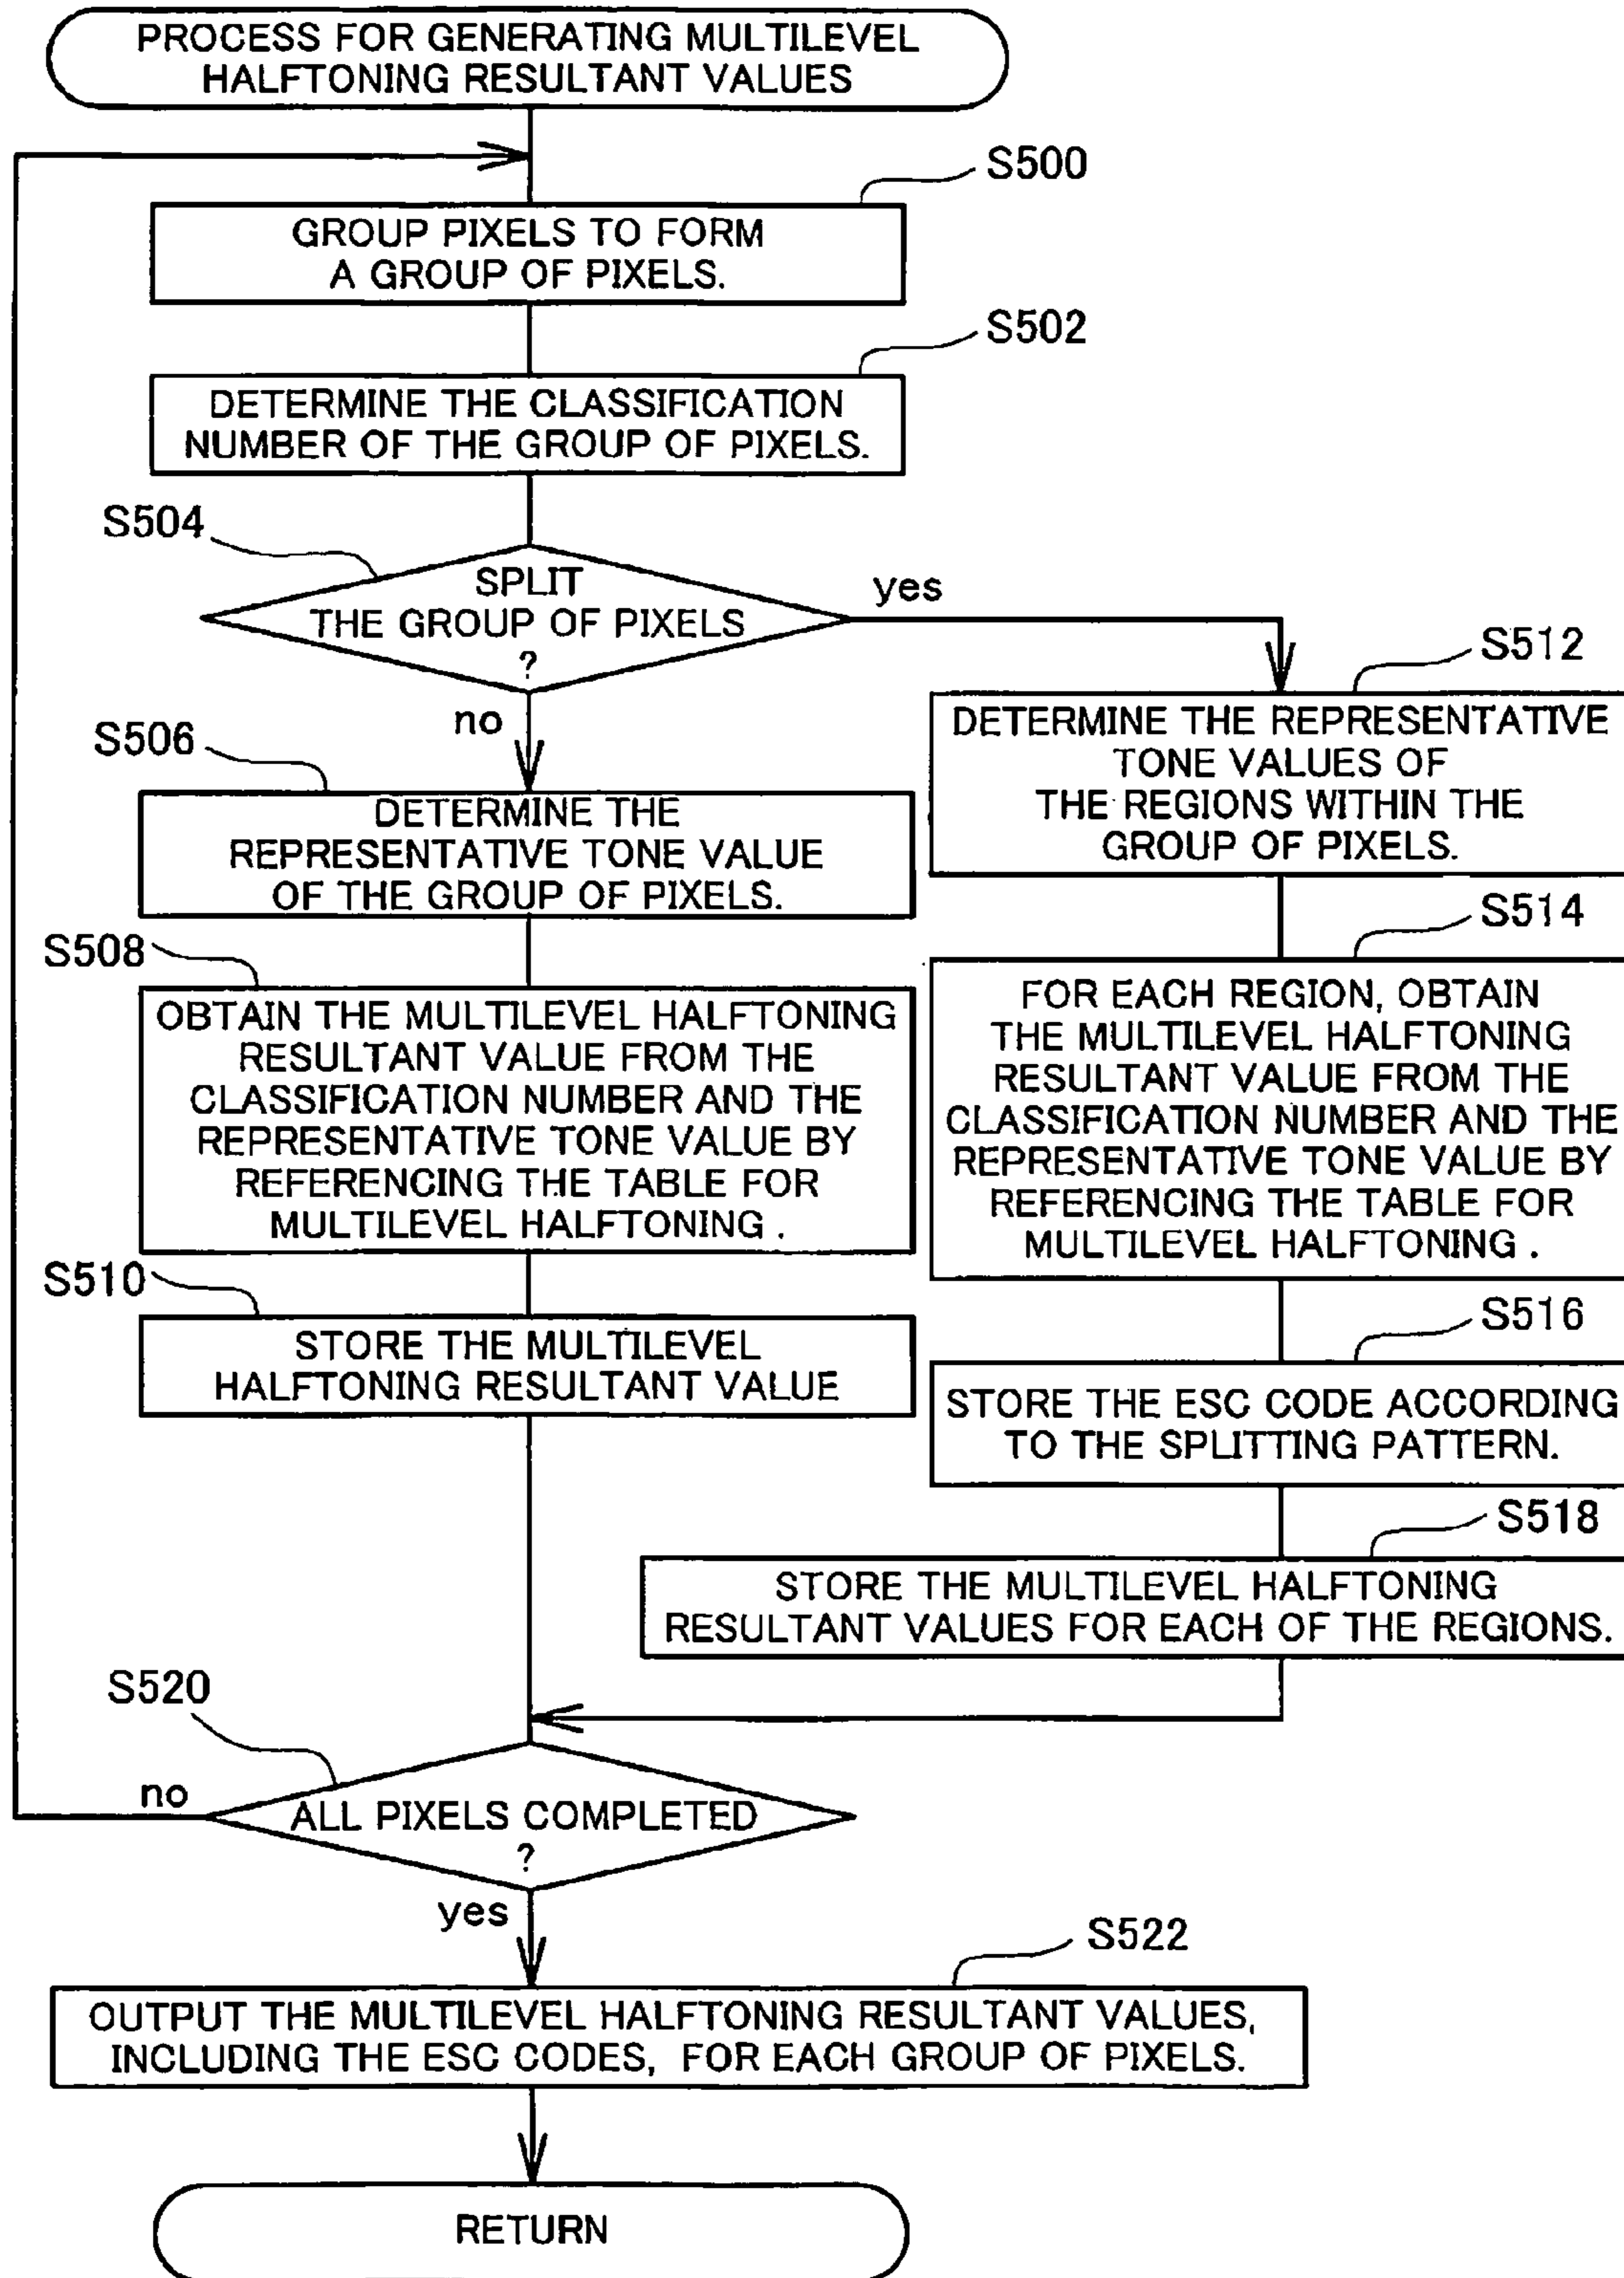 PROCESS FOR GENERATING MULTILEVEL
HALFTONING RESULTANT VALUES
S500
GROUP PIXELS TO FORM
A GROUP OF PIXELS.
S502
DETERMINE THE CLASSIFICATION
NUMBER OF THE GROUP OF PIXELS.
S504
SPLIT
THE GROUP OF PIXELS
?
yes
no
S506
DETERMINE THE
REPRESENTATIVE TONE VALUE
OF THE GROUP OF PIXELS.
S508
OBTAIN THE MULTILEVEL HALFTONING
RESULTANT VALUE FROM THE
CLASSIFICATION NUMBER AND THE
REPRESENTATIVE TONE VALUE BY
REFERENCING THE TABLE FOR
MULTILEVEL HALFTONING .
S510
STORE THE MULTILEVEL
HALFTONING RESULTANT VALUE
S512
DETERMINE THE REPRESENTATIVE
TONE VALUES OF
THE REGIONS WITHIN THE
GROUP OF PIXELS.
S514
FOR EACH REGION, OBTAIN
THE MULTILEVEL HALFTONING
RESULTANT VALUE FROM THE
CLASSIFICATION NUMBER AND THE
REPRESENTATIVE TONE VALUE BY
REFERENCING THE TABLE FOR
MULTILEVEL HALFTONING .
S516
STORE THE ESC CODE ACCORDING
TO THE SPLITTING PATTERN.
S518
STORE THE MULTILEVEL HALFTONING
RESULTANT VALUES FOR EACH OF THE REGIONS.
S520
no
ALL PIXELS COMPLETED
?
yes
S522
OUTPUT THE MULTILEVEL HALFTONING RESULTANT VALUES,
INCLUDING THE ESC CODES, FOR EACH GROUP OF PIXELS.
RETURN